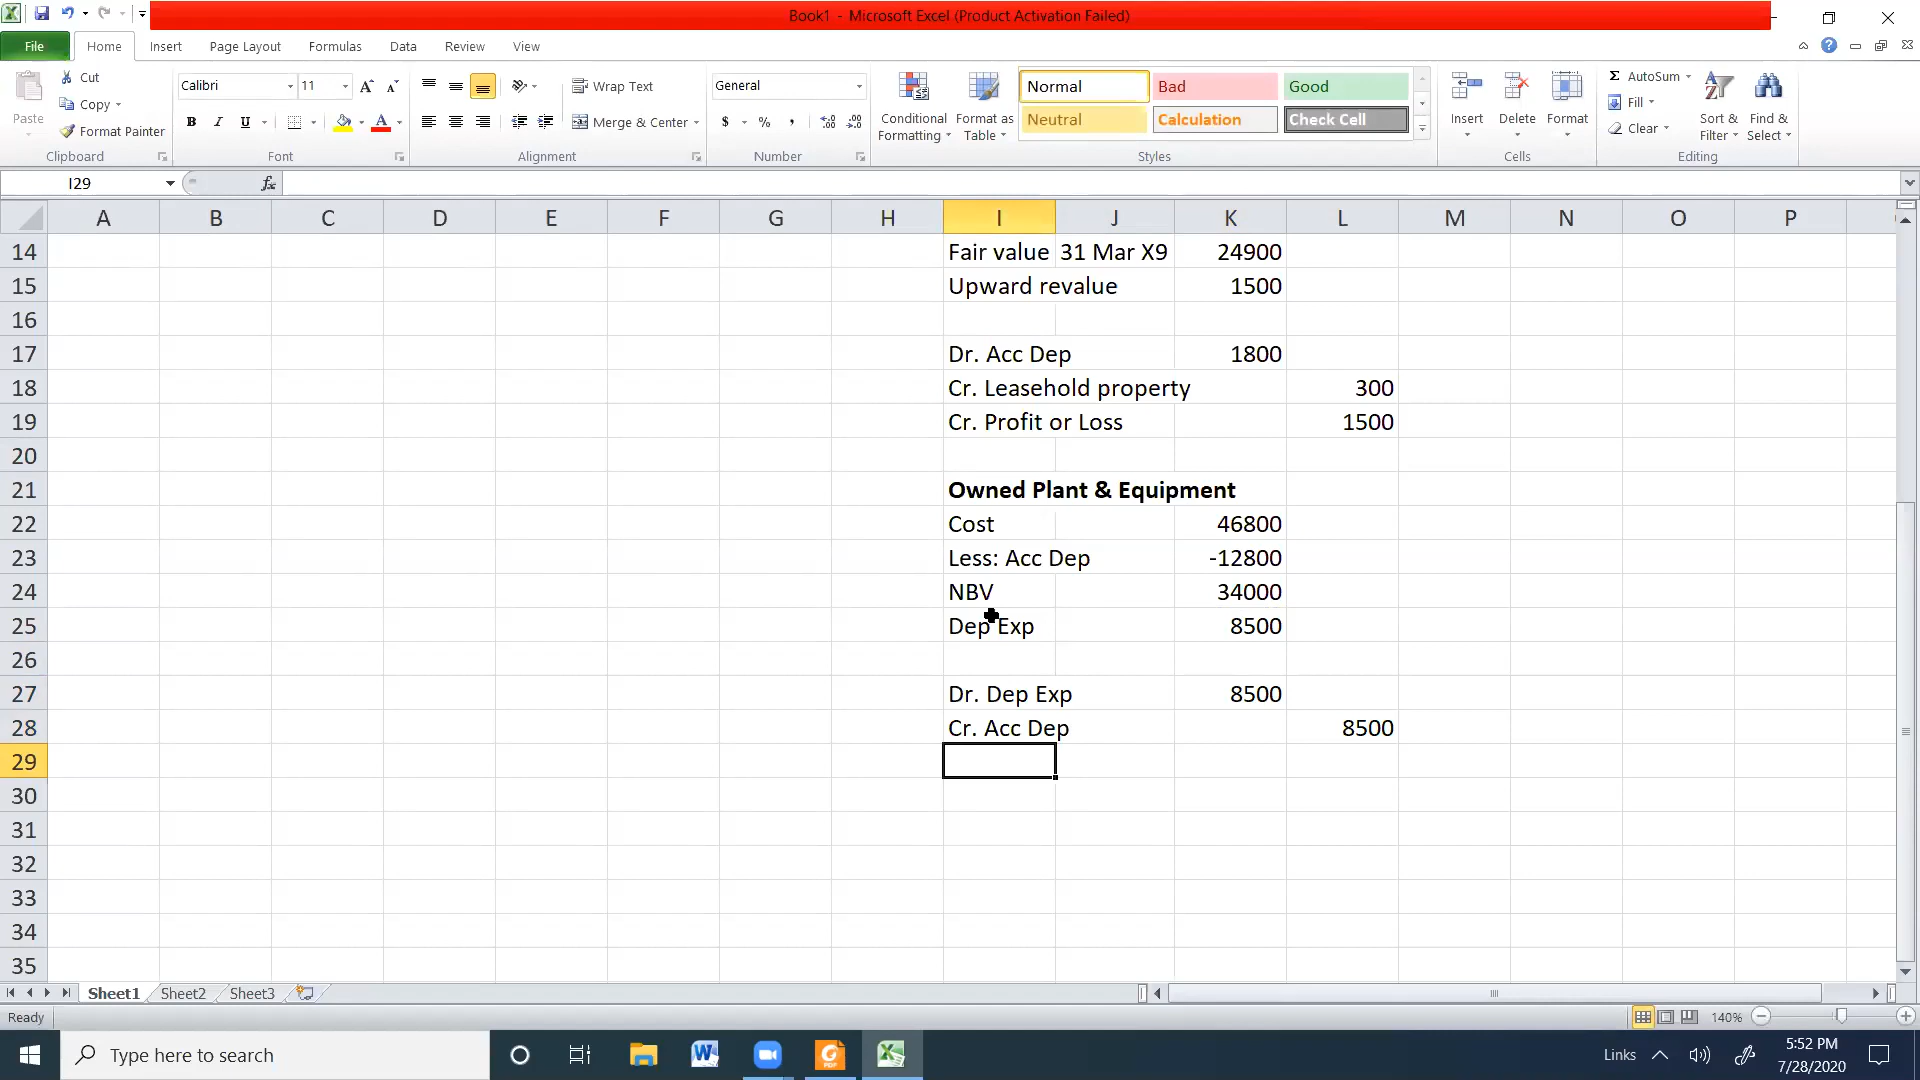 Book1 - Microsoft Excel (Product Activation Failed)
File Home Insert Page Layout Formulas Data Review View
Paste
Cut
Copy
Format Painter
Clipboard
Calibri 11
B I U
Font
Wrap Text
Merge & Center
Alignment
General
$ % ,
Number
Conditional Formatting
Format as Table
Normal Bad Good
Neutral Calculation Check Cell
Styles
Insert Delete Format
Cells
AutoSum
Fill
Clear
Sort & Filter
Find & Select
Editing
I29 fx
A B C D E F G H I J K L M N O P
14 Fair value 31 Mar X9 24900
15 Upward revalue 1500
16
17 Dr. Acc Dep 1800
18 Cr. Leasehold property 300
19 Cr. Profit or Loss 1500
20
21 Owned Plant & Equipment
22 Cost 46800
23 Less: Acc Dep -12800
24 NBV 34000
25 Dep Exp 8500
26
27 Dr. Dep Exp 8500
28 Cr. Acc Dep 8500
29
30
31
32
33
34
35
Sheet1 Sheet2 Sheet3
Ready 140%
Type here to search
Links
5:52 PM
7/28/2020